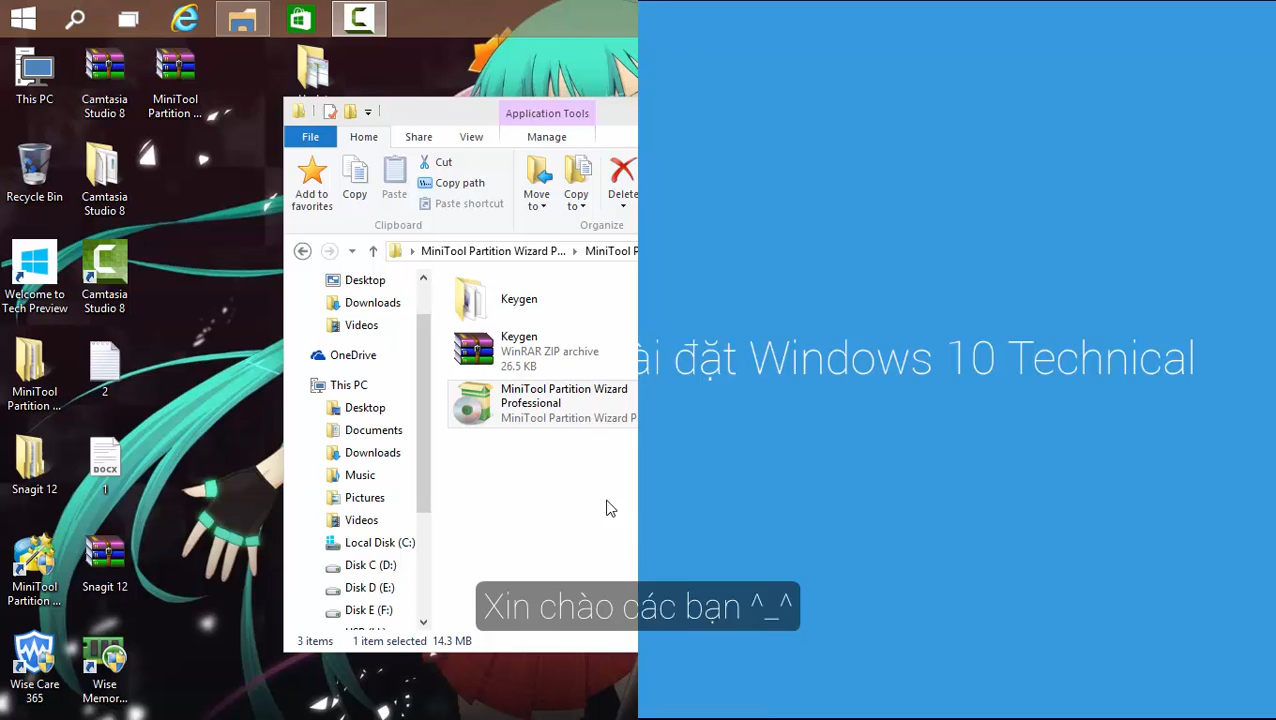 This PC
Camtasia
Studio 8
MiniTool
Partition ...
Recycle Bin
Camtasia
Studio 8
Welcome to
Tech Preview
Camtasia
Studio 8
MiniTool
Partition ...
2
Snagit 12
1
DOCX
MiniTool
Partition ...
Snagit 12
Wise Care
365
Wise
Memor...
Application Tools
File
Home
Share
View
Manage
Add to
favorites
Copy
Paste
Cut
Copy path
Paste shortcut
Clipboard
Move
to
Copy
to
Delete
Organize
MiniTool Partition Wizard P...
MiniTool P
Desktop
Downloads
Videos
OneDrive
This PC
Desktop
Documents
Downloads
Music
Pictures
Videos
Local Disk (C:)
Disk C (D:)
Disk D (E:)
Disk E (F:)
Keygen
Keygen
WinRAR ZIP archive
26.5 KB
MiniTool Partition Wizard
Professional
MiniTool Partition Wizard P
3 items
1 item selected
14.3 MB
ài đặt Windows 10 Technical
Xin chào các bạn ^_^